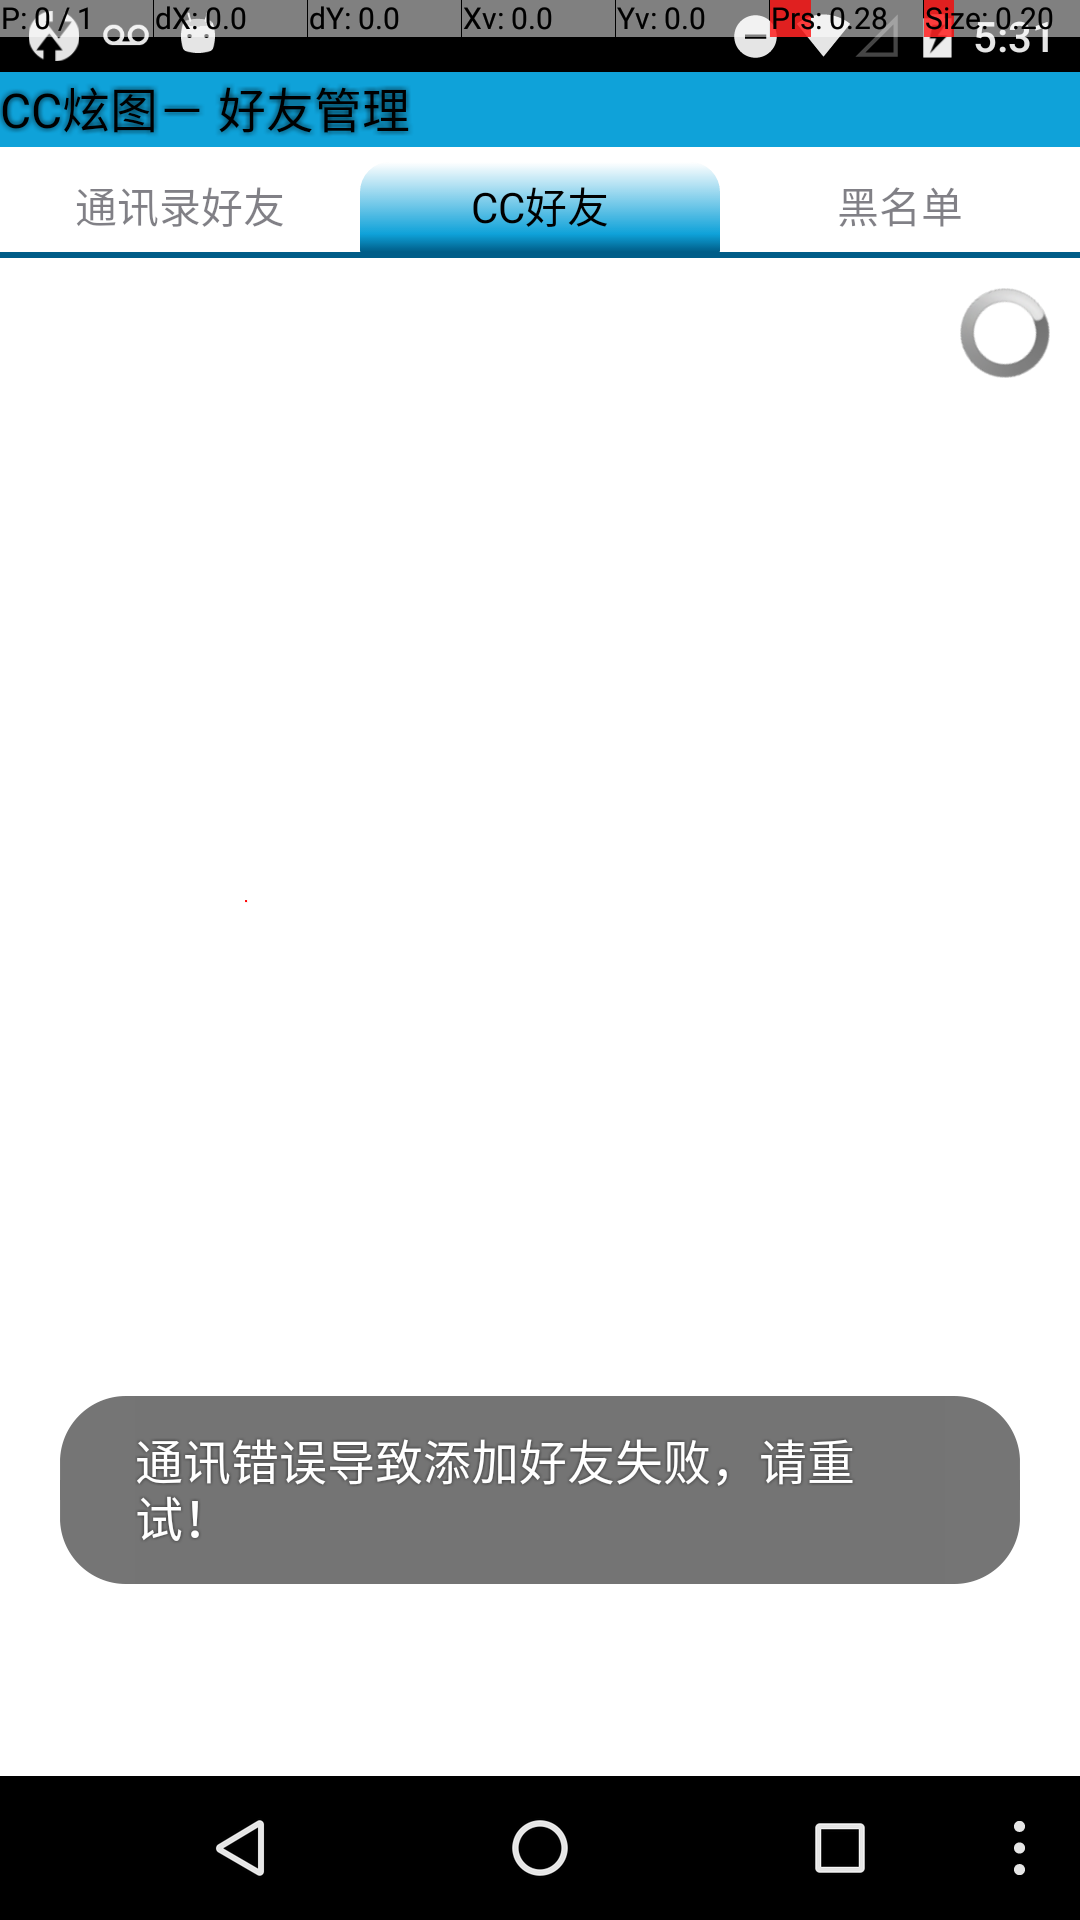 P: 0 / 1 dX: 0.0 dY: 0.0 Xv: 0.0 Yv: 0.0 Prs: 0.28 Size: 0.20
5:31
CC炫图－ 好友管理
通讯录好友 CC好友 黑名单
通讯错误导致添加好友失败，请重
试！